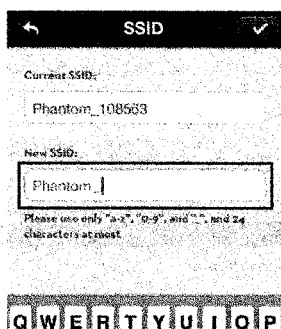 SSID
Current SSID:
Phantom_108563
New SSID:
Phantom_
Please use only "a-z", "0-9", and "_", and 24
characters at most
Q W E R T Y U I O P